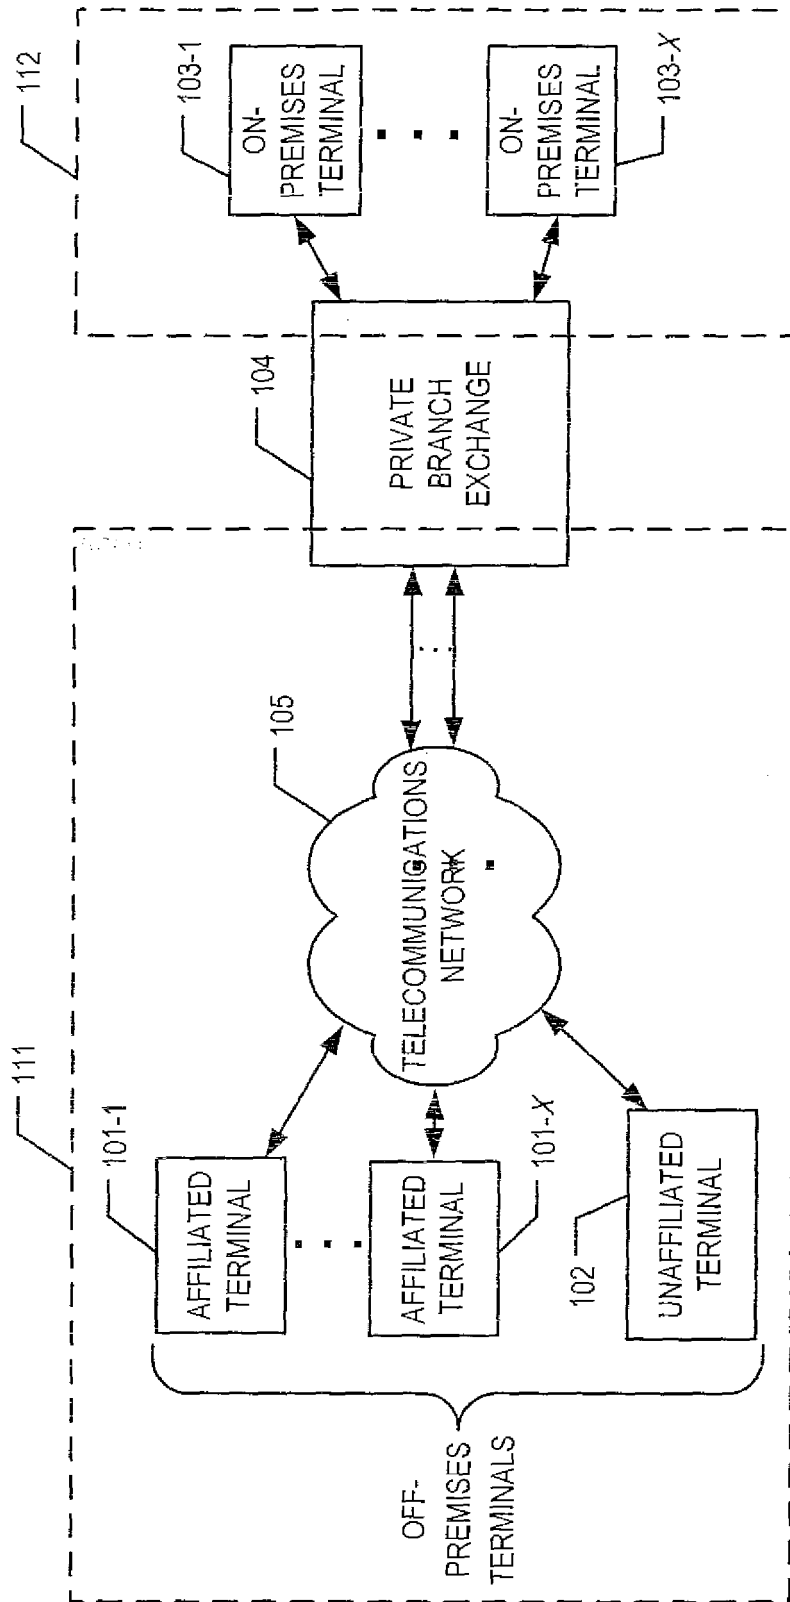 111
112
101-1
AFFILIATED
TERMINAL
101-X
AFFILIATED
TERMINAL
102
UNAFFILIATED
TERMINAL
OFF-
PREMISES
TERMINALS
105
TELECOMMUNICATIONS
NETWORK
104
PRIVATE
BRANCH
EXCHANGE
103-1
ON-
PREMISES
TERMINAL
ON-
PREMISES
TERMINAL
103-X